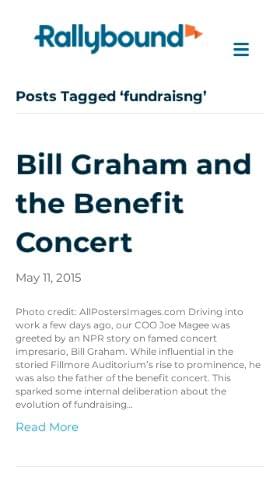 Rallybound
Posts Tagged ‘fundraisng’
Bill Graham and
the Benefit
Concert
May 11, 2015
Photo credit: AllPostersImages.com Driving into
work a few days ago, our COO Joe Magee was
greeted by an NPR story on famed concert
impresario, Bill Graham. While influential in the
storied Fillmore Auditorium’s rise to prominence, he
was also the father of the benefit concert. This
sparked some internal deliberation about the
evolution of fundraising…
Read More